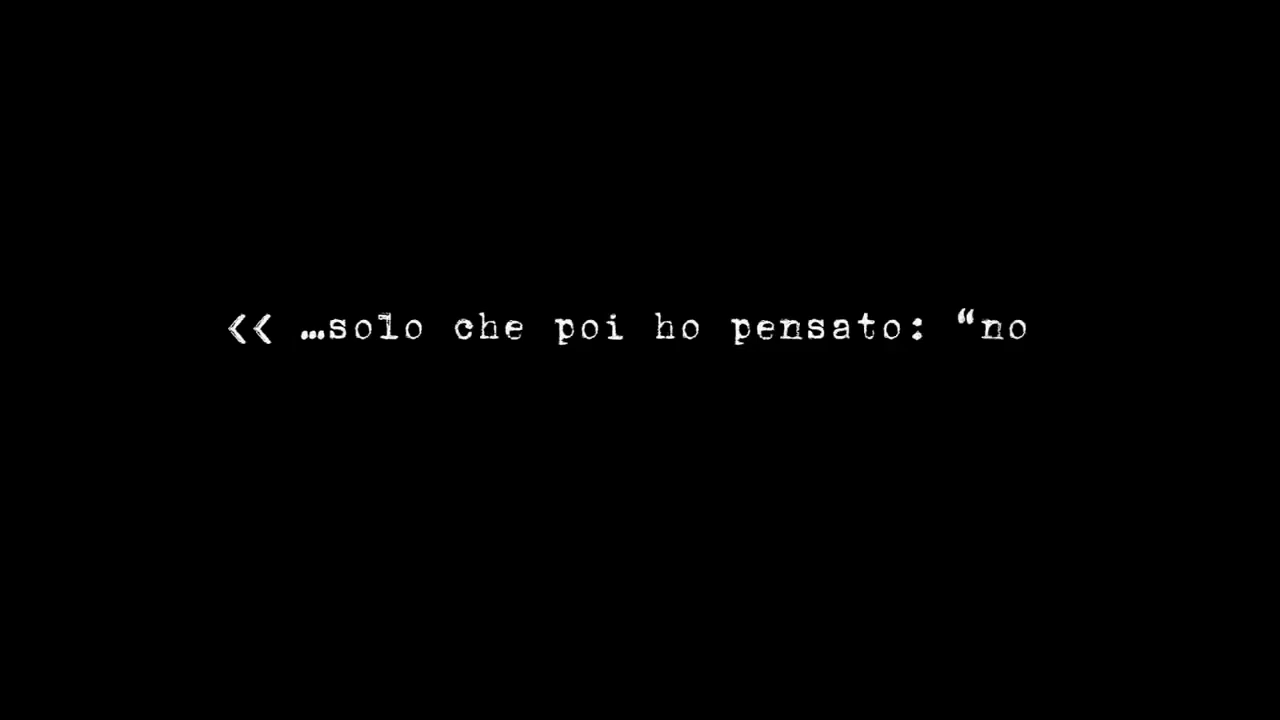 << …solo che poi ho pensato: “no